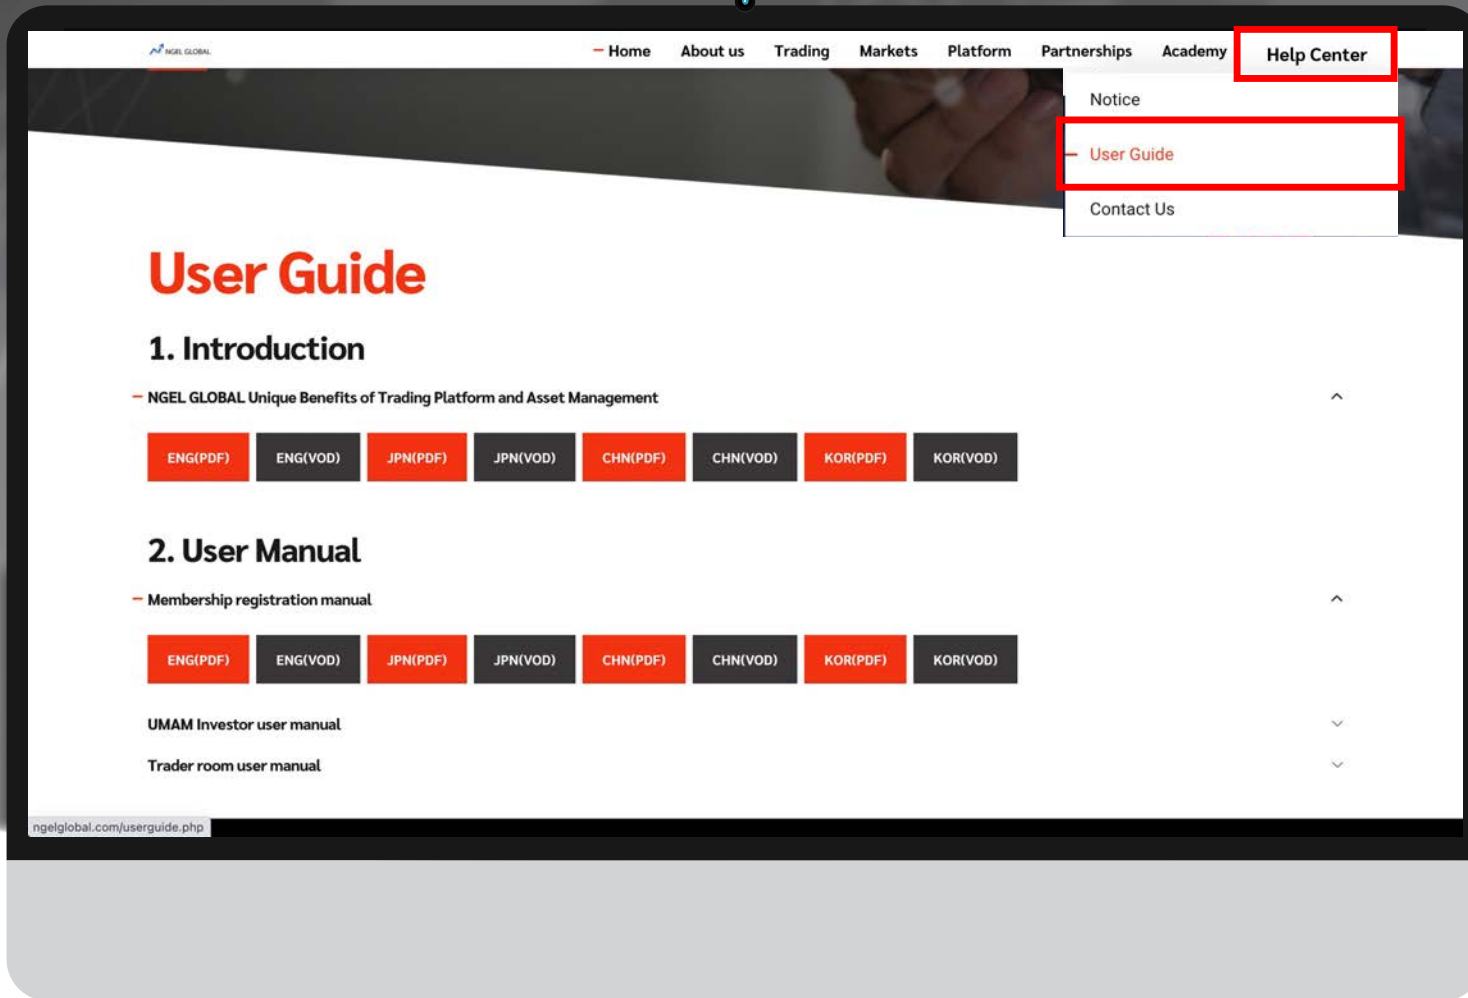 NGEL GLOBAL
Home About us Trading Markets Platform Partnerships Academy Help Center
Notice
User Guide
Contact Us
User Guide
1. Introduction
NGEL GLOBAL Unique Benefits of Trading Platform and Asset Management
ENG(PDF) ENG(VOD) JPN(PDF) JPN(VOD) CHN(PDF) CHN(VOD) KOR(PDF) KOR(VOD)
2. User Manual
Membership registration manual
ENG(PDF) ENG(VOD) JPN(PDF) JPN(VOD) CHN(PDF) CHN(VOD) KOR(PDF) KOR(VOD)
UMAM Investor user manual
Trader room user manual
ngelglobal.com/userguide.php